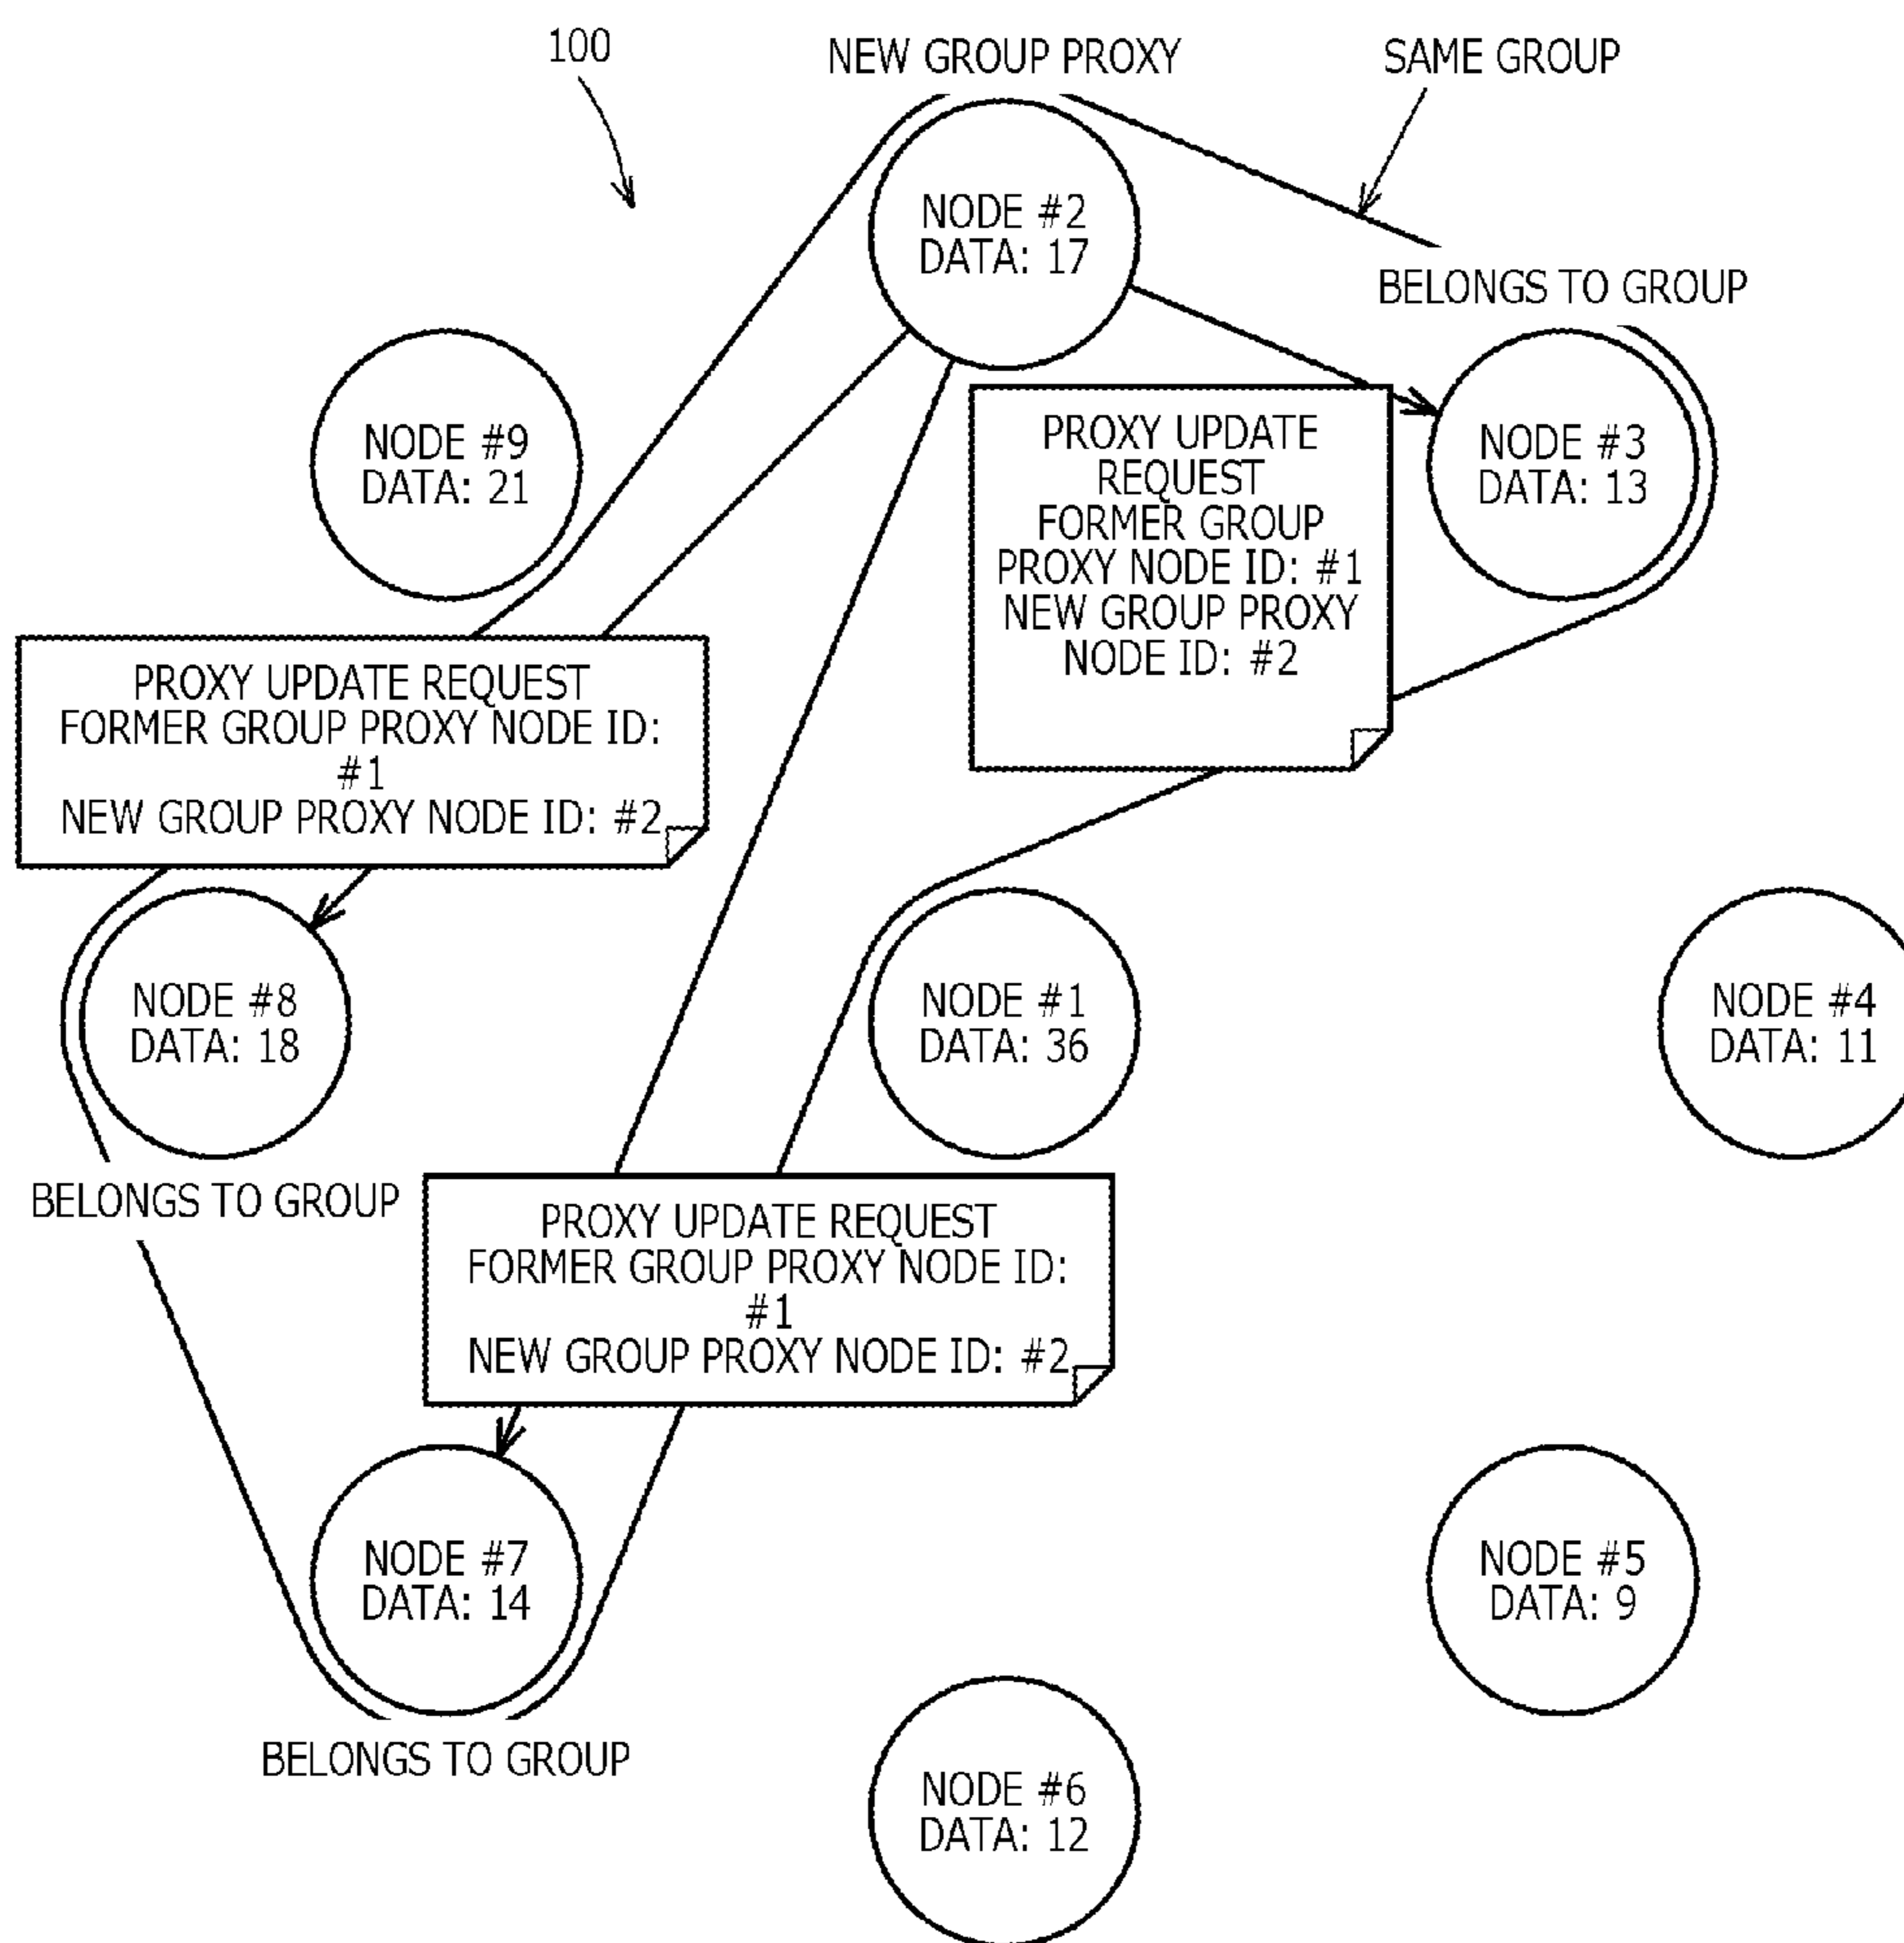 100
NEW GROUP PROXY
SAME GROUP
NODE #2
DATA: 17
BELONGS TO GROUP
NODE #9
DATA: 21
PROXY UPDATE
REQUEST
FORMER GROUP
PROXY NODE ID: #1
NEW GROUP PROXY
NODE ID: #2
NODE #3
DATA: 13
PROXY UPDATE REQUEST
FORMER GROUP PROXY NODE ID:
#1
NEW GROUP PROXY NODE ID: #2
NODE #8
DATA: 18
NODE #1
DATA: 36
NODE #4
DATA: 11
BELONGS TO GROUP
PROXY UPDATE REQUEST
FORMER GROUP PROXY NODE ID:
#1
NEW GROUP PROXY NODE ID: #2
NODE #7
DATA: 14
NODE #5
DATA: 9
BELONGS TO GROUP
NODE #6
DATA: 12